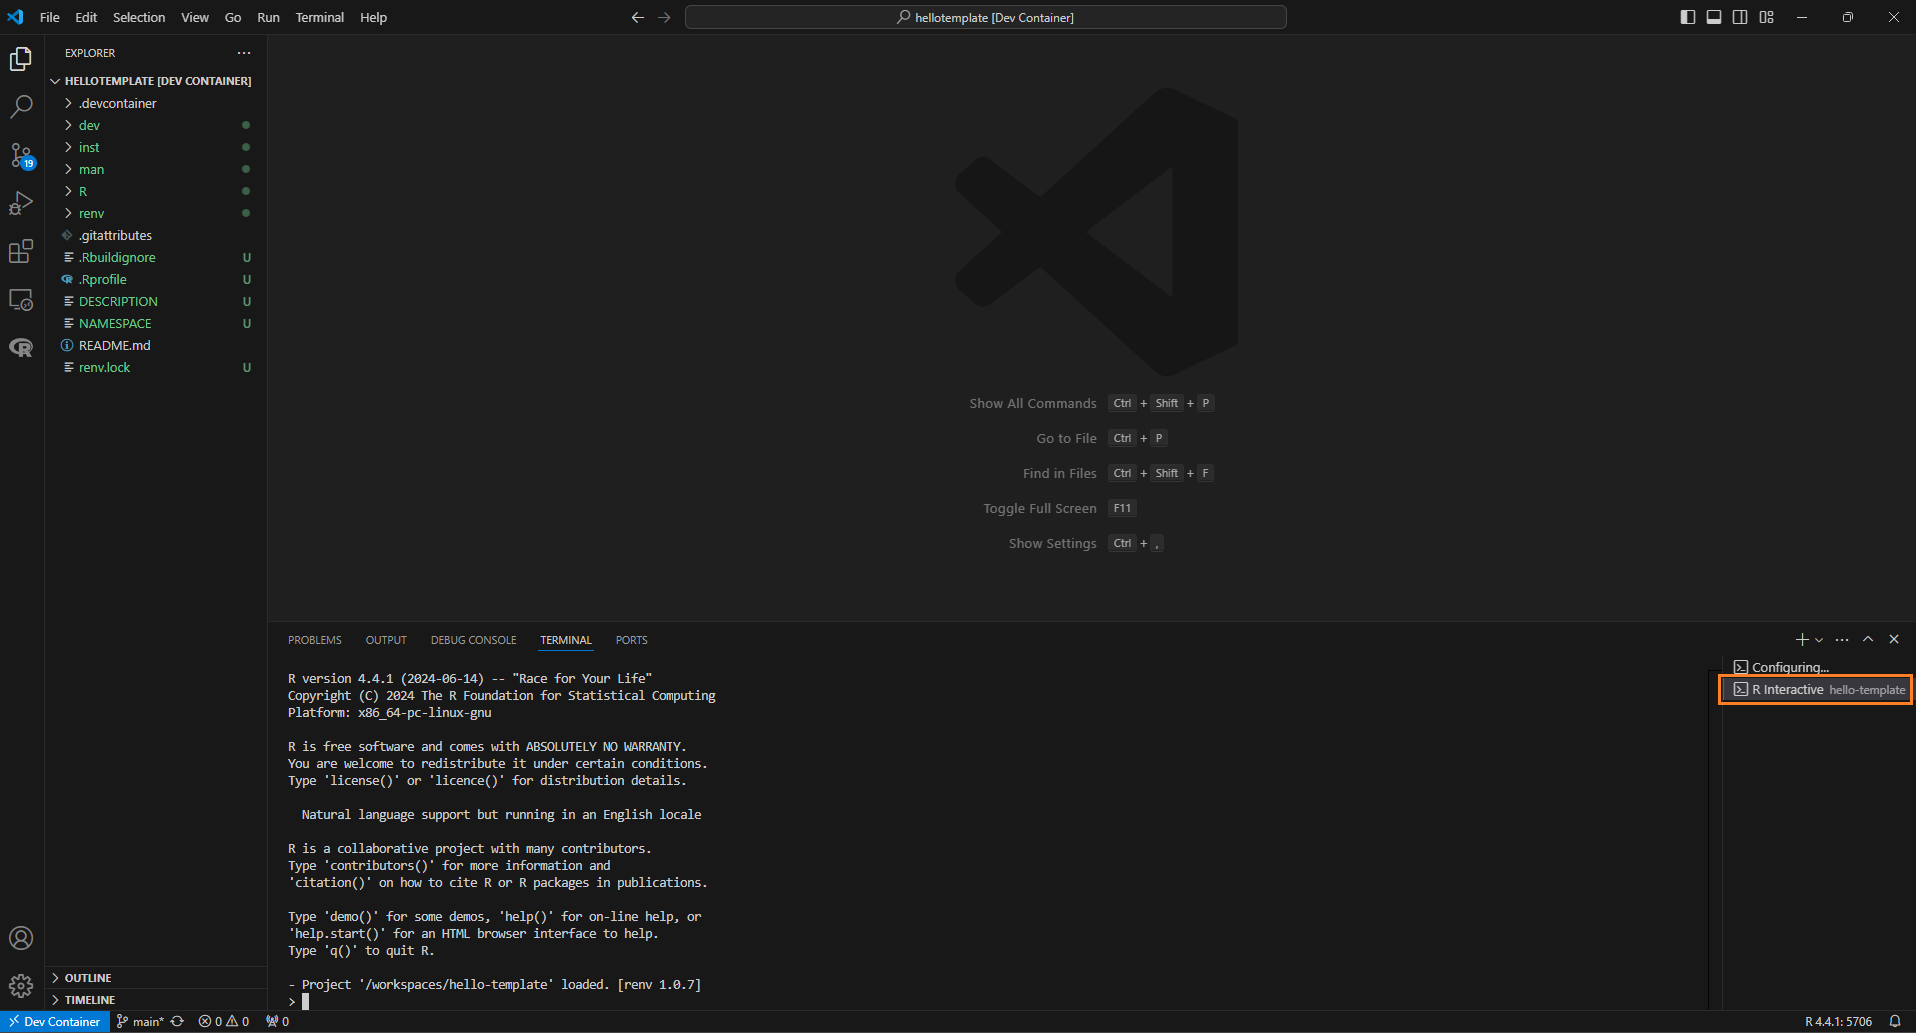 File Edit Selection View Go Run Terminal Help
hellotemplate [Dev Container]
EXPLORER
HELLOTEMPLATE [DEV CONTAINER]
.devcontainer
dev
inst
man
R
renv
.gitattributes
.Rbuildignore U
.Rprofile U
DESCRIPTION U
NAMESPACE U
README.md
renv.lock U
19
Show All Commands Ctrl + Shift + P
Go to File Ctrl + P
Find in Files Ctrl + Shift + F
Toggle Full Screen F11
Show Settings Ctrl + ,
PROBLEMS OUTPUT DEBUG CONSOLE TERMINAL PORTS
R version 4.4.1 (2024-06-14) -- "Race for Your Life"
Copyright (C) 2024 The R Foundation for Statistical Computing
Platform: x86_64-pc-linux-gnu
R is free software and comes with ABSOLUTELY NO WARRANTY.
You are welcome to redistribute it under certain conditions.
Type 'license()' or 'licence()' for distribution details.
Natural language support but running in an English locale
R is a collaborative project with many contributors.
Type 'contributors()' for more information and
'citation()' on how to cite R or R packages in publications.
Type 'demo()' for some demos, 'help()' for on-line help, or
'help.start()' for an HTML browser interface to help.
Type 'q()' to quit R.
- Project '/workspaces/hello-template' loaded. [renv 1.0.7]
>
Configuring...
R Interactive hello-template
OUTLINE
TIMELINE
Dev Container main* 0 0 0
R 4.4.1: 5706